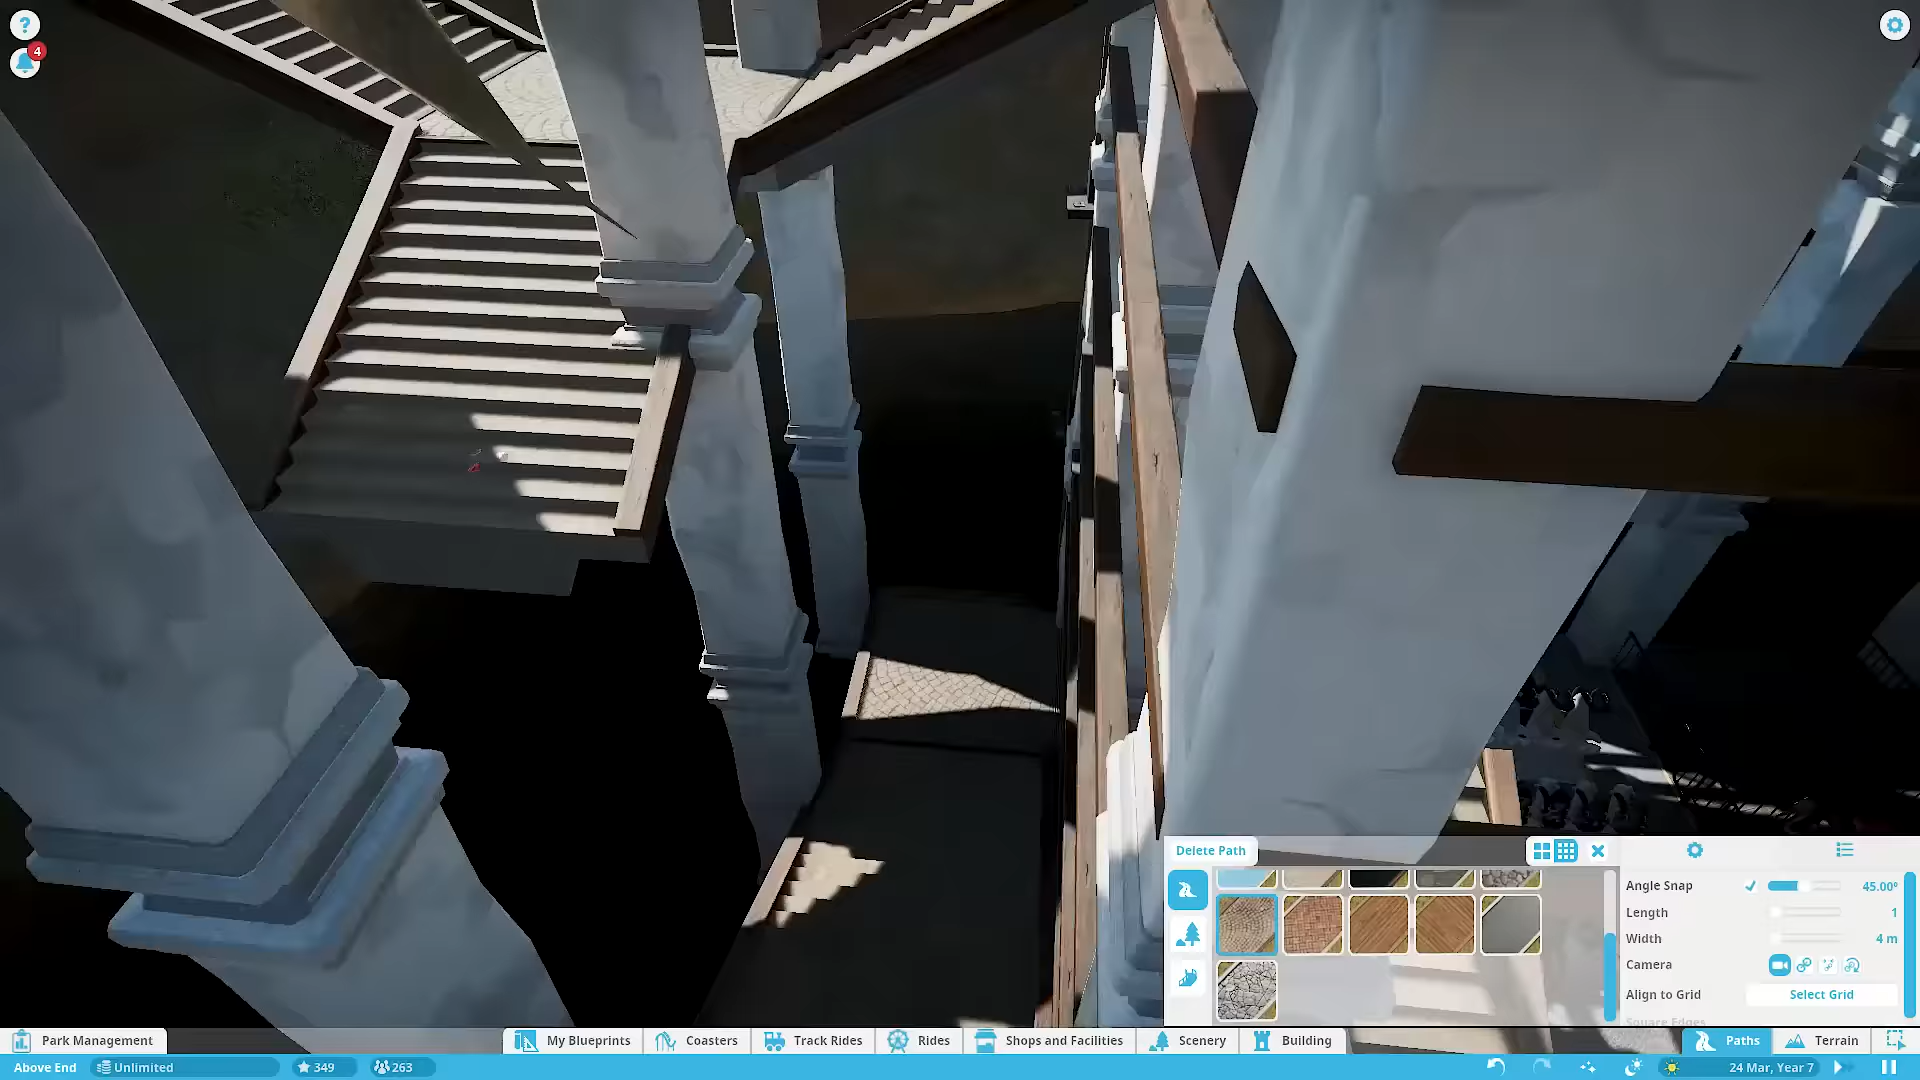 ?
4
Delete Path
Angle Snap 45.00°
Length 1
Width 4 m
Camera
Align to Grid Select Grid
Square Edges
Park Management My Blueprints Coasters Track Rides Rides Shops and Facilities Scenery Building Paths Terrain
Above End Unlimited 349 263 24 Mar, Year 7